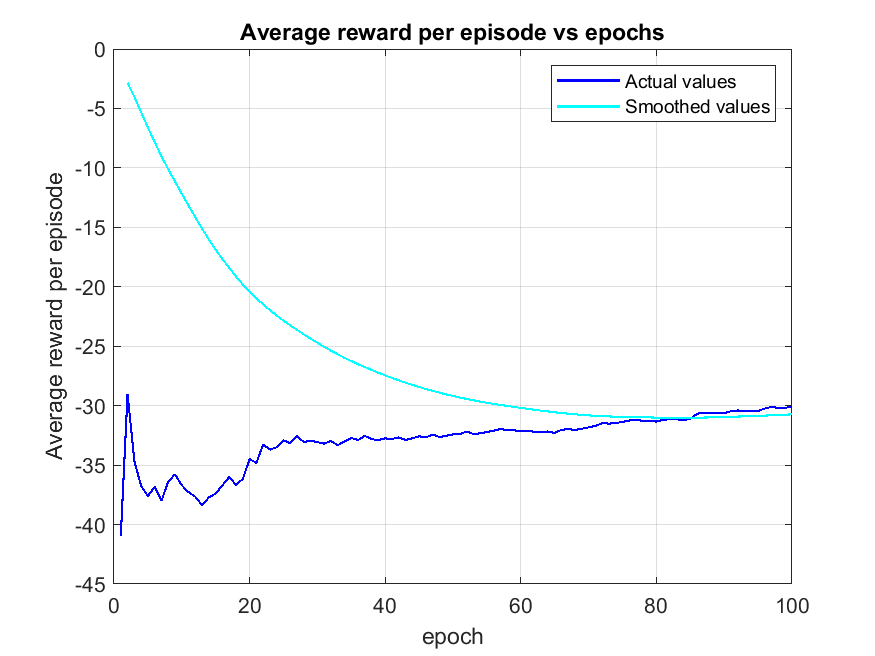 Average reward per episode vs epochs
Actual values
Smoothed values
Average reward per episode
0
-5
-10
-15
-20
-25
-30
-35
-40
-45
0 20 40 60 80 100
epoch